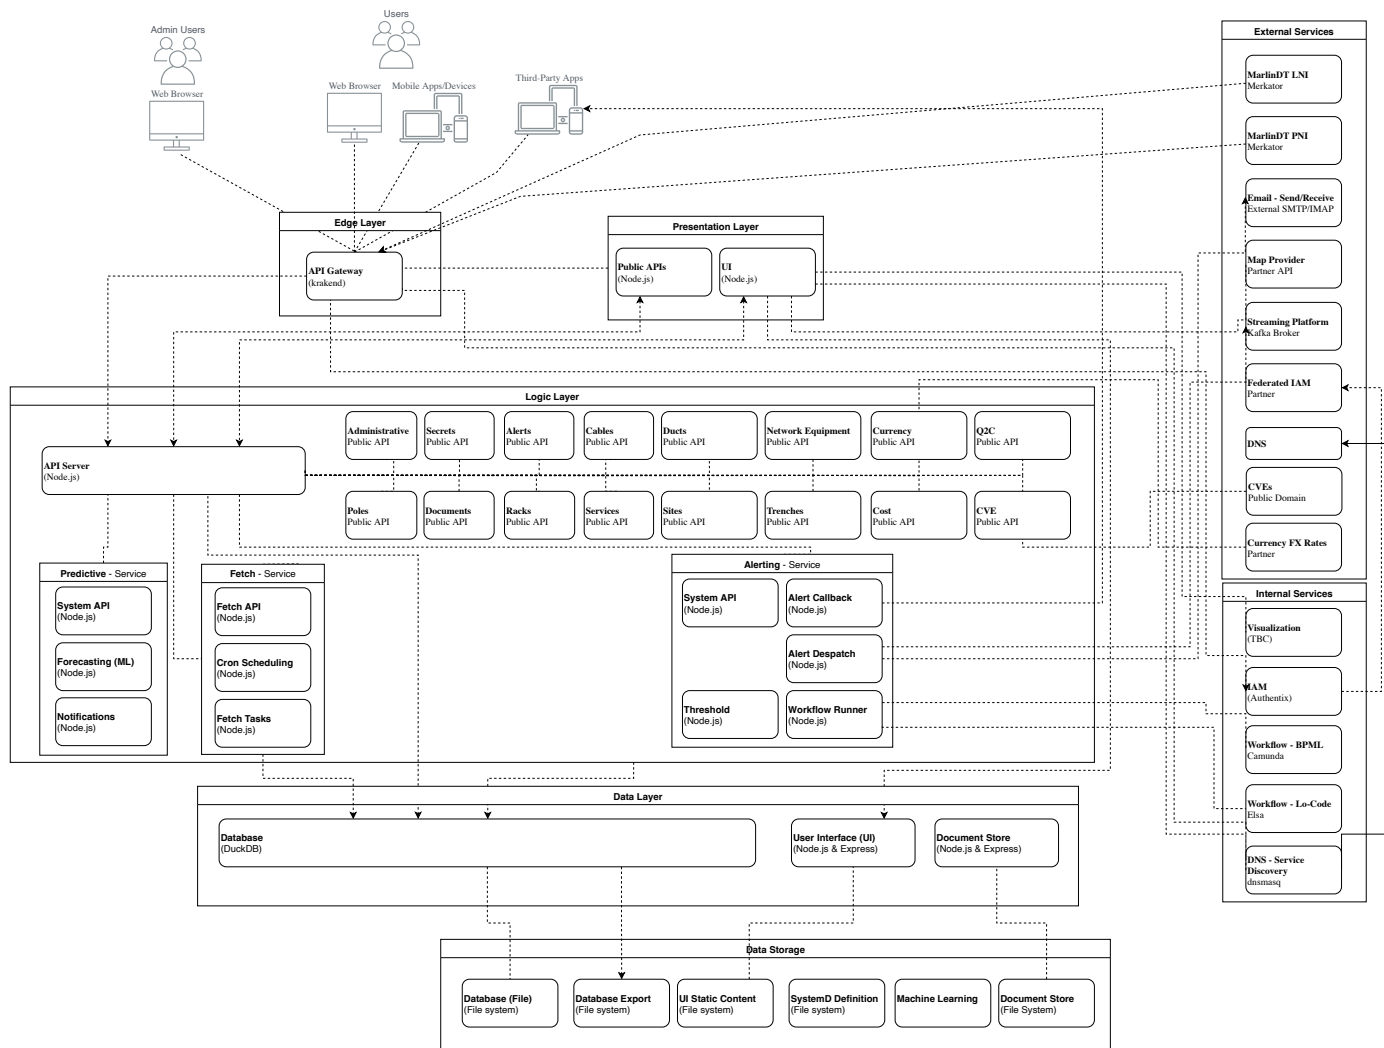 Admin Users
Web Browser
Users
Web Browser
Mobile Apps/Devices
Third-Party Apps
Edge Layer
API Gateway
(krakend)
Presentation Layer
Public APIs
(Node.js)
UI
(Node.js)
External Services
MarlinDT LNI
Merkator
MarlinDT PNI
Merkator
Email - Send/Receive
External SMTP/IMAP
Map Provider
Partner API
Streaming Platform
Kafka Broker
Federated IAM
Partner
DNS
CVEs
Public Domain
Currency FX Rates
Partner
Logic Layer
API Server
(Node.js)
Administrative
Public API
Secrets
Public API
Alerts
Public API
Cables
Public API
Ducts
Public API
Network Equipment
Public API
Currency
Public API
Q2C
Public API
Poles
Public API
Documents
Public API
Racks
Public API
Services
Public API
Sites
Public API
Trenches
Public API
Cost
Public API
CVE
Public API
Predictive - Service
System API
(Node.js)
Forecasting (ML)
(Node.js)
Notifications
(Node.js)
Fetch - Service
Fetch API
(Node.js)
Cron Scheduling
(Node.js)
Fetch Tasks
(Node.js)
Alerting - Service
System API
(Node.js)
Alert Callback
(Node.js)
Alert Despatch
(Node.js)
Threshold
(Node.js)
Workflow Runner
(Node.js)
Internal Services
Visualization
(TBC)
IAM
(Authentix)
Workflow - BPML
Camunda
Workflow - Lo-Code
Elsa
DNS - Service
Discovery
dnsmasq
Data Layer
Database
(DuckDB)
User Interface (UI)
(Node.js & Express)
Document Store
(Node.js & Express)
Data Storage
Database (File)
(File system)
Database Export
(File system)
UI Static Content
(File system)
SystemD Definition
(File system)
Machine Learning
Document Store
(File System)